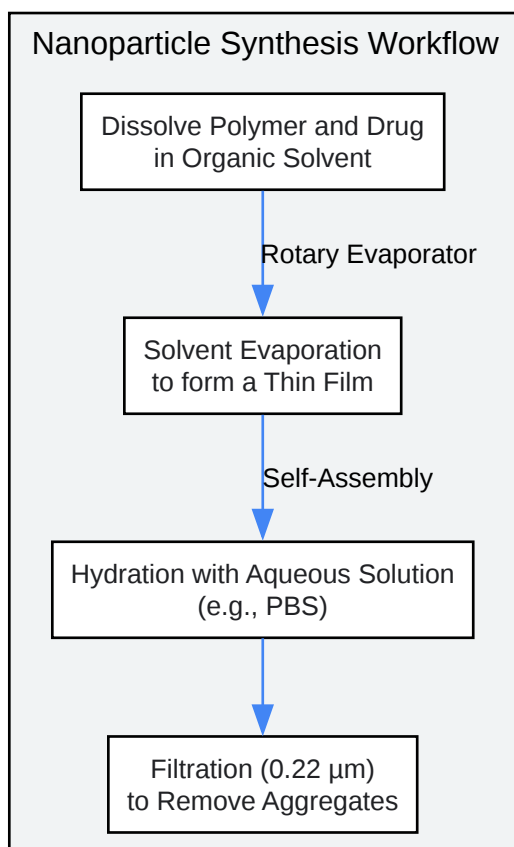 Nanoparticle Synthesis Workflow
Dissolve Polymer and Drug
in Organic Solvent
Rotary Evaporator
Solvent Evaporation
to form a Thin Film
Self-Assembly
Hydration with Aqueous Solution
(e.g., PBS)
Filtration (0.22 µm)
to Remove Aggregates